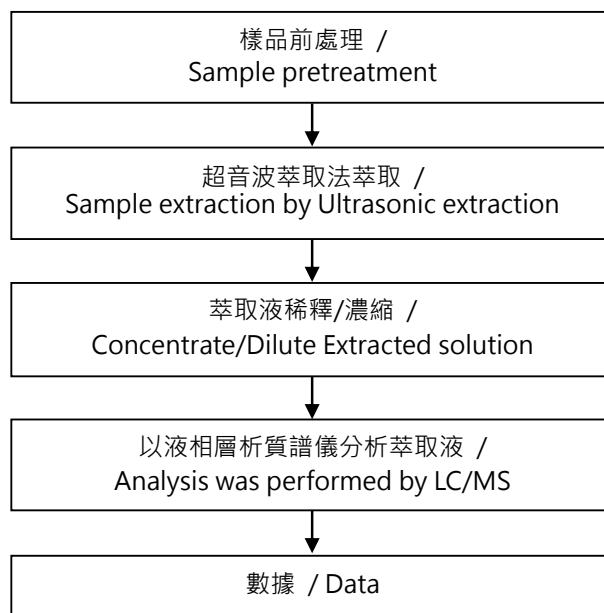 樣品前處理 /
Sample pretreatment
超音波萃取法萃取 /
Sample extraction by Ultrasonic extraction
萃取液稀釋/濃縮 /
Concentrate/Dilute Extracted solution
以液相層析質譜儀分析萃取液 /
Analysis was performed by LC/MS
數據 / Data